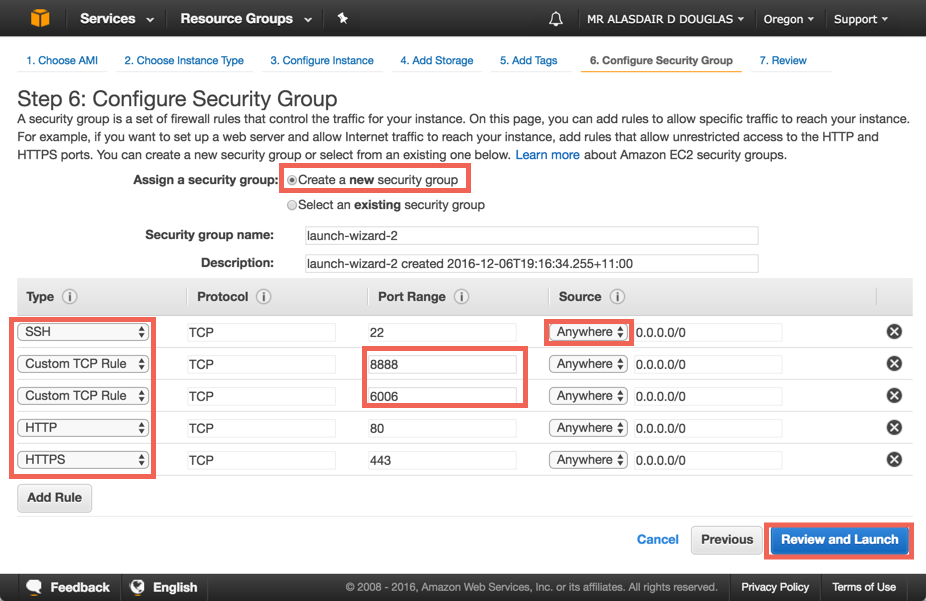 Services Resource Groups MR ALASDAIR D DOUGLAS Oregon Support
1. Choose AMI 2. Choose Instance Type 3. Configure Instance 4. Add Storage 5. Add Tags 6. Configure Security Group 7. Review
Step 6: Configure Security Group
A security group is a set of firewall rules that control the traffic for your instance. On this page, you can add rules to allow specific traffic to reach your instance.
For example, if you want to set up a web server and allow Internet traffic to reach your instance, add rules that allow unrestricted access to the HTTP and
HTTPS ports. You can create a new security group or select from an existing one below. Learn more about Amazon EC2 security groups.
Assign a security group: Create a new security group
Select an existing security group
Security group name: launch-wizard-2
Description: launch-wizard-2 created 2016-12-06T19:16:34.255+11:00
Type i Protocol i Port Range i Source i
SSH TCP 22 Anywhere 0.0.0.0/0
Custom TCP Rule TCP 8888 Anywhere 0.0.0.0/0
Custom TCP Rule TCP 6006 Anywhere 0.0.0.0/0
HTTP TCP 80 Anywhere 0.0.0.0/0
HTTPS TCP 443 Anywhere 0.0.0.0/0
Add Rule
Cancel Previous Review and Launch
Feedback English © 2008 - 2016, Amazon Web Services, Inc. or its affiliates. All rights reserved. Privacy Policy Terms of Use